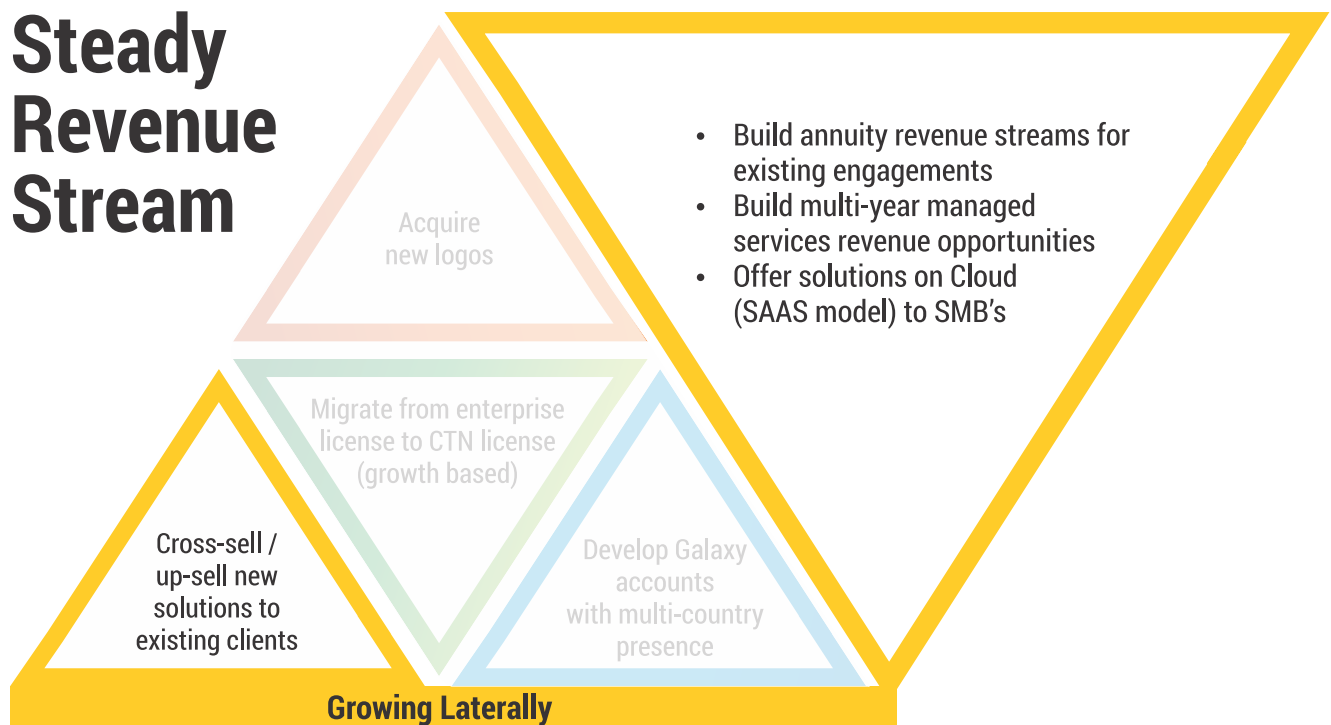 Steady
Revenue
Stream
Acquire
new logos
Migrate from enterprise
license to CTN license
(growth based)
Cross-sell /
up-sell new
solutions to
existing clients
Develop Galaxy
accounts
with multi-country
presence
• Build annuity revenue streams for
existing engagements
• Build multi-year managed
services revenue opportunities
• Offer solutions on Cloud
(SAAS model) to SMB's
Growing Laterally